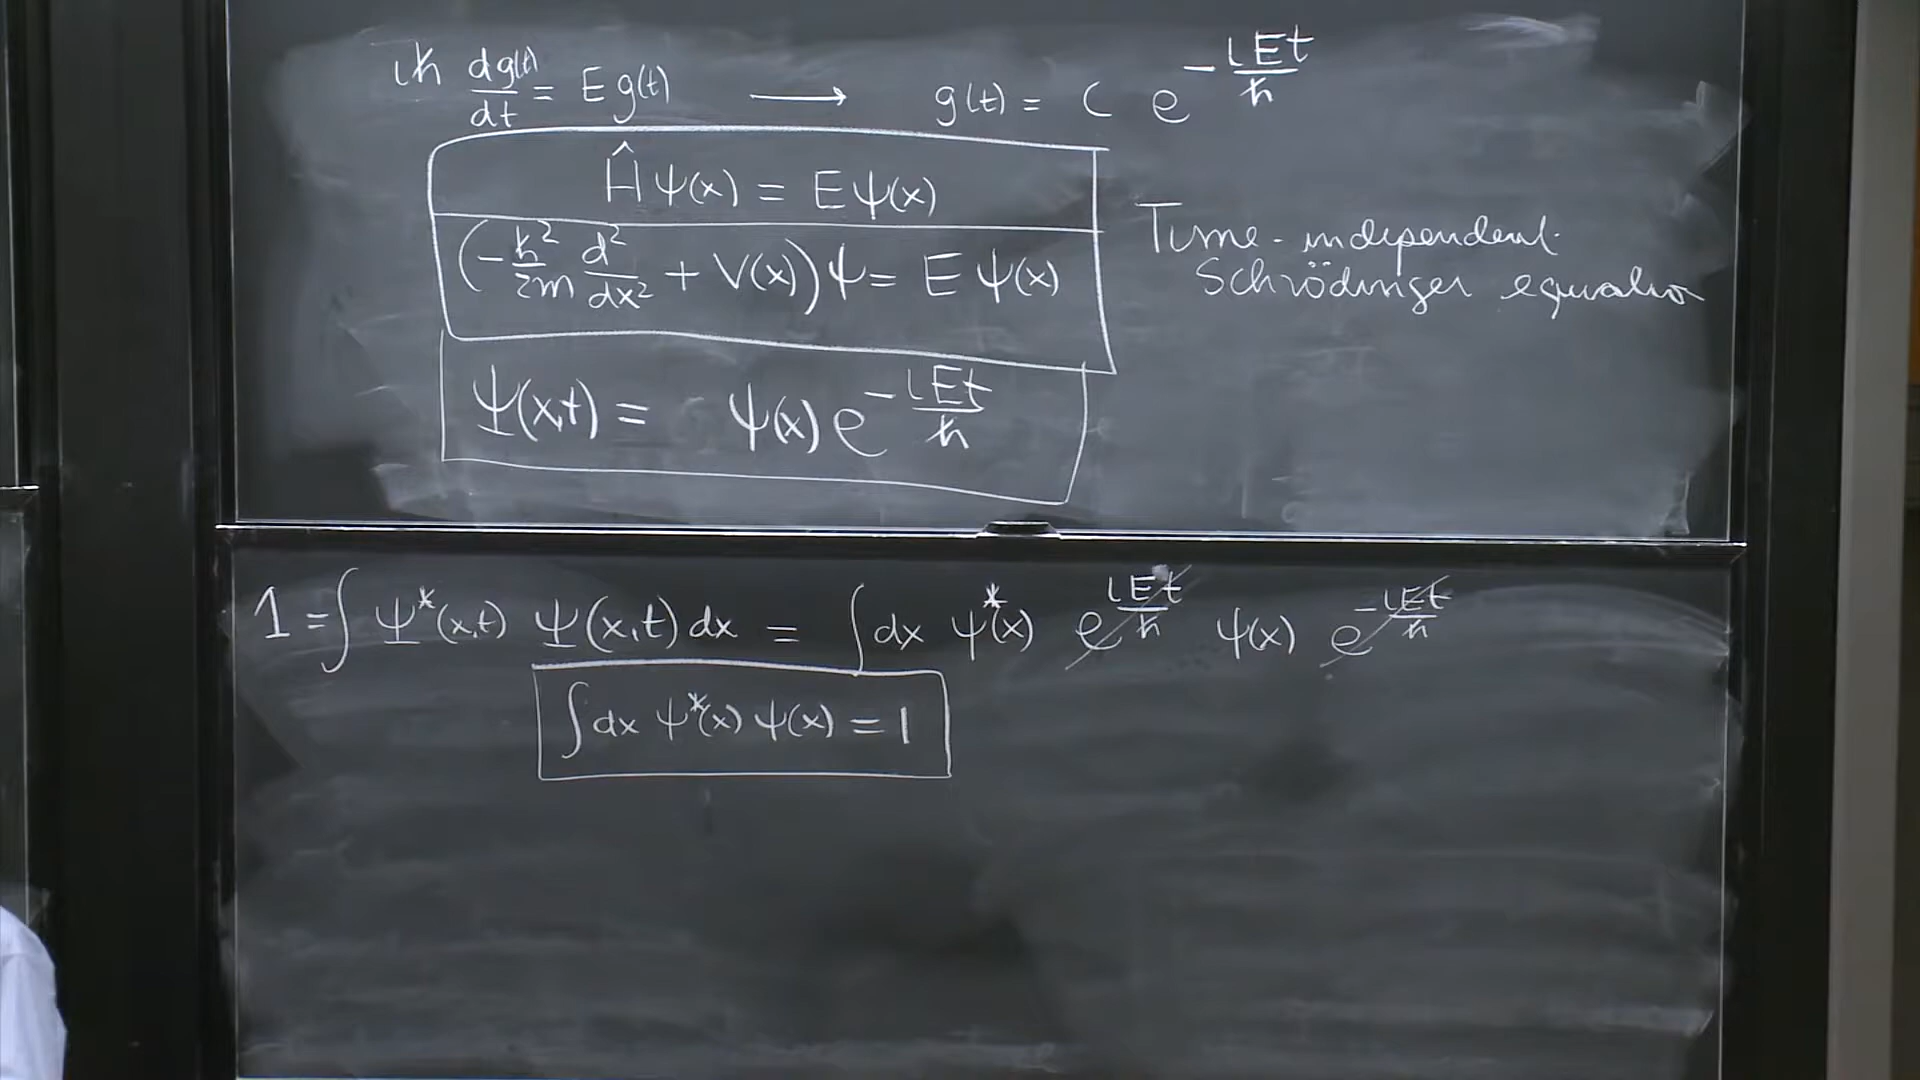 iħ dg(t)/dt = E g(t) ⟶ g(t) = C e^{-iEt/ħ}
Ĥ ψ(x) = E ψ(x)
(-ħ²/2m d²/dx² + V(x)) ψ = E ψ(x)
Time-independent
Schrödinger equation
Ψ(x,t) = ψ(x) e^{-iEt/ħ}
1 = ∫ Ψ*(x,t) Ψ(x,t) dx = ∫ dx ψ*(x) e^{iEt/ħ} ψ(x) e^{-iEt/ħ}
∫ dx ψ*(x) ψ(x) = 1